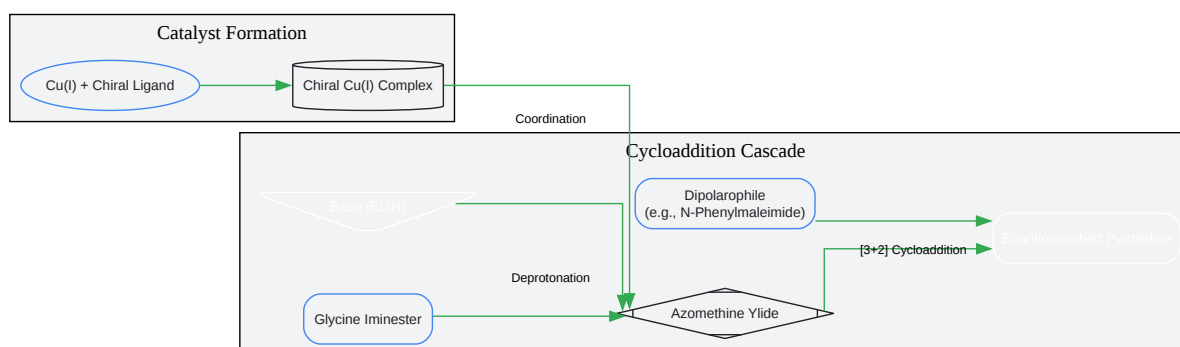 Catalyst Formation
Cu(I) + Chiral Ligand
Chiral Cu(I) Complex
Coordination
Cycloaddition Cascade
Base (Et3N)
Dipolarophile
(e.g., N-Phenylmaleimide)
Enantioenriched Pyrrolidine
[3+2] Cycloaddition
Deprotonation
Glycine Iminester
Azomethine Ylide